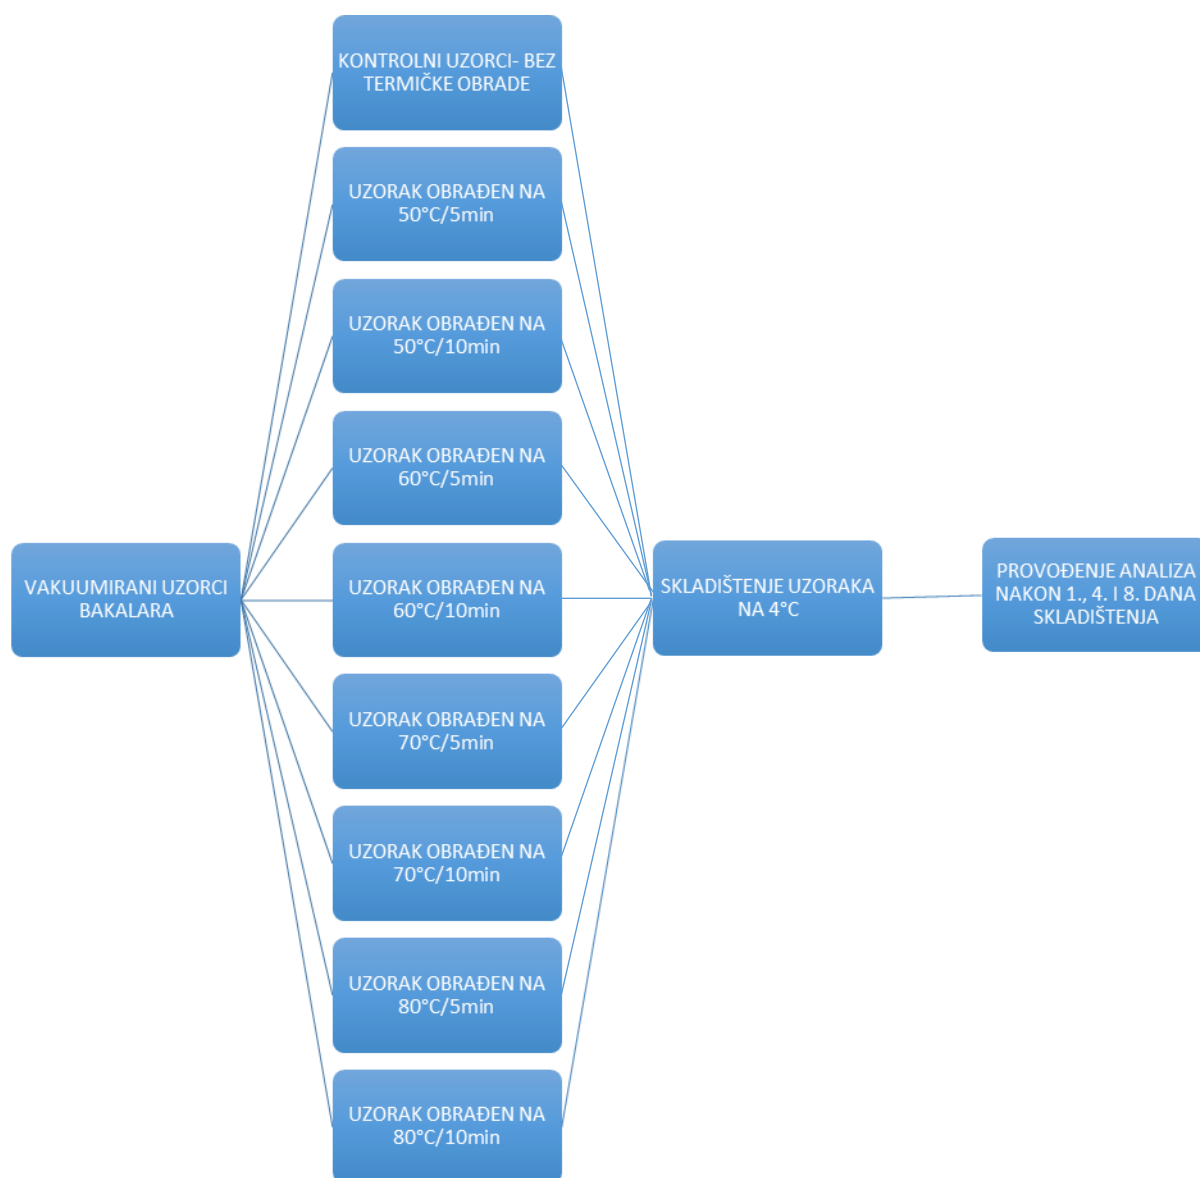 KONTROLNI UZORCI- BEZ
TERMIČKE OBRADE
UZORAK OBRAĐEN NA
50°C/5min
UZORAK OBRAĐEN NA
50°C/10min
UZORAK OBRAĐEN NA
60°C/5min
VAKUUMIRANI UZORCI
BAKALARA
UZORAK OBRAĐEN NA
60°C/10min
SKLADIŠTENJE UZORAKA
NA 4°C
PROVOĐENJE ANALIZA
NAKON 1., 4. I 8. DANA
SKLADIŠTENJA
UZORAK OBRAĐEN NA
70°C/5min
UZORAK OBRAĐEN NA
70°C/10min
UZORAK OBRAĐEN NA
80°C/5min
UZORAK OBRAĐEN NA
80°C/10min